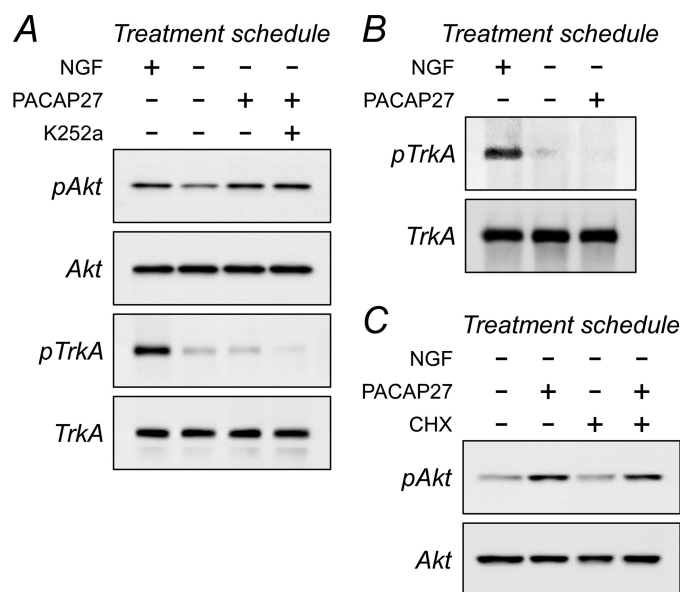 A Treatment schedule
NGF + − − −
PACAP27 − − + +
K252a − − − +
pAkt
Akt
pTrkA
TrkA
B Treatment schedule
NGF + − −
PACAP27 − − +
pTrkA
TrkA
C Treatment schedule
NGF − − − −
PACAP27 − + − +
CHX − − + +
pAkt
Akt